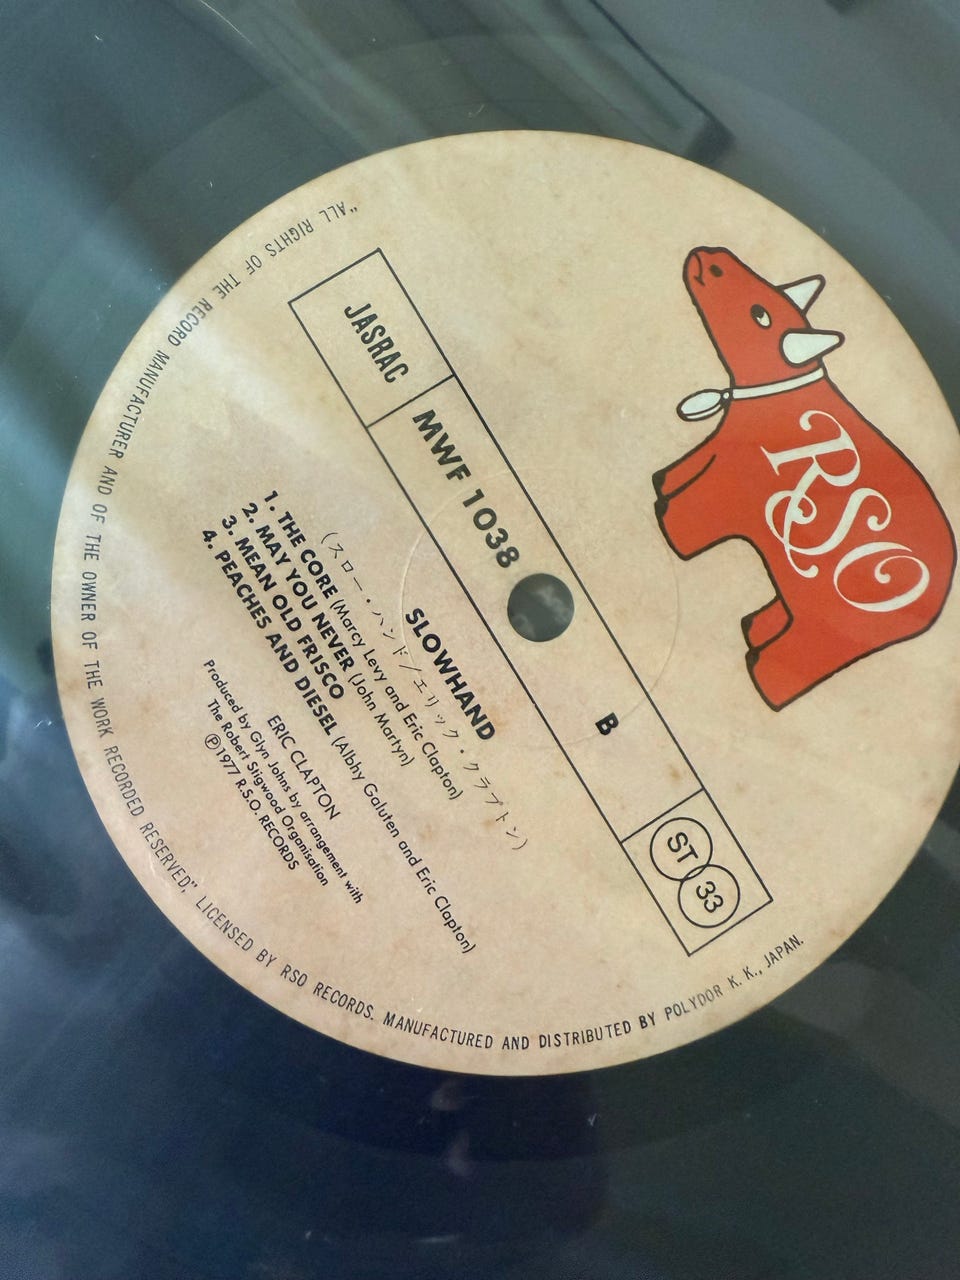 RSO
JASRAC
MWF 1038
B
ST
33
SLOWHAND
(スローハンド/エリック・クラプトン)
1. THE CORE (Marcy Levy and Eric Clapton)
2. MAY YOU NEVER (John Martyn)
3. MEAN OLD FRISCO
4. PEACHES AND DIESEL (Albhy Galuten and Eric Clapton)
ERIC CLAPTON
Produced by Glyn Johns by arrangement with
The Robert Stigwood Organisation
℗1977 R.S.O. RECORDS
"ALL RIGHTS OF THE RECORD MANUFACTURER AND OF THE OWNER OF THE WORK RECORDED RESERVED," LICENSED BY RSO RECORDS. MANUFACTURED AND DISTRIBUTED BY POLYDOR K. K., JAPAN.